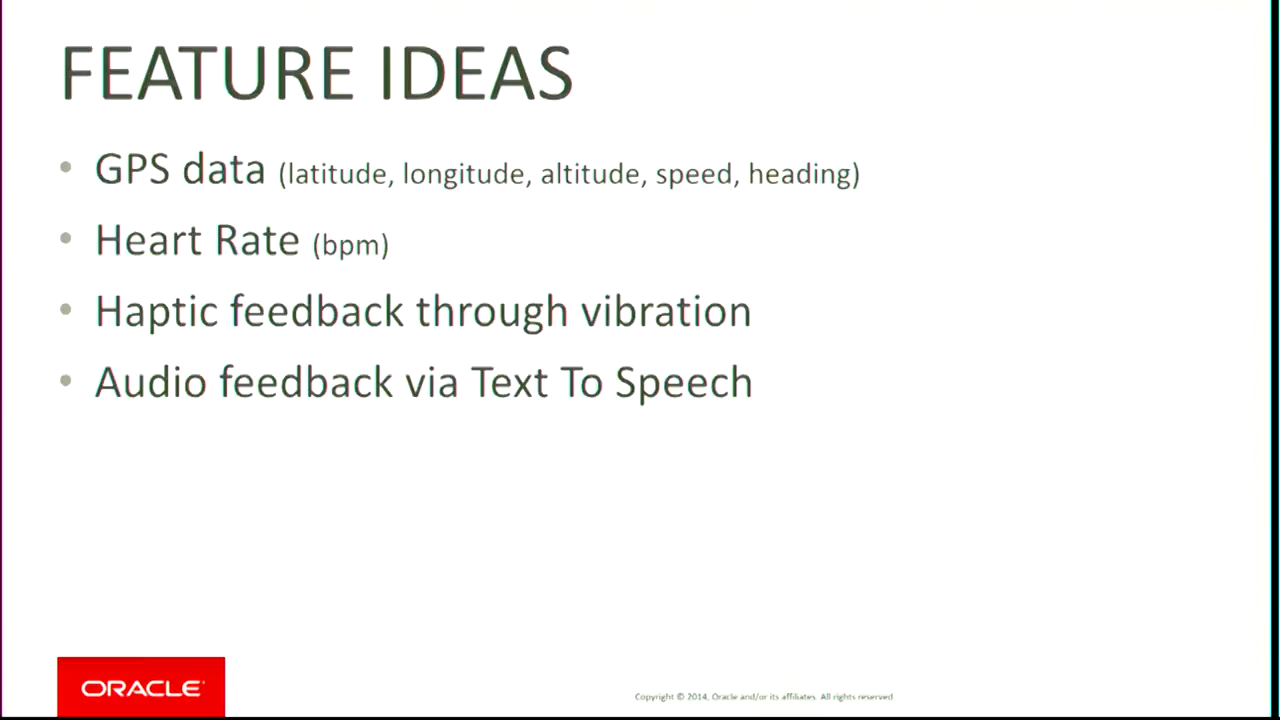 FEATURE IDEAS
• GPS data (latitude, longitude, altitude, speed, heading)
• Heart Rate (bpm)
• Haptic feedback through vibration
• Audio feedback via Text To Speech
ORACLE
Copyright © 2014, Oracle and/or its affiliates. All rights reserved